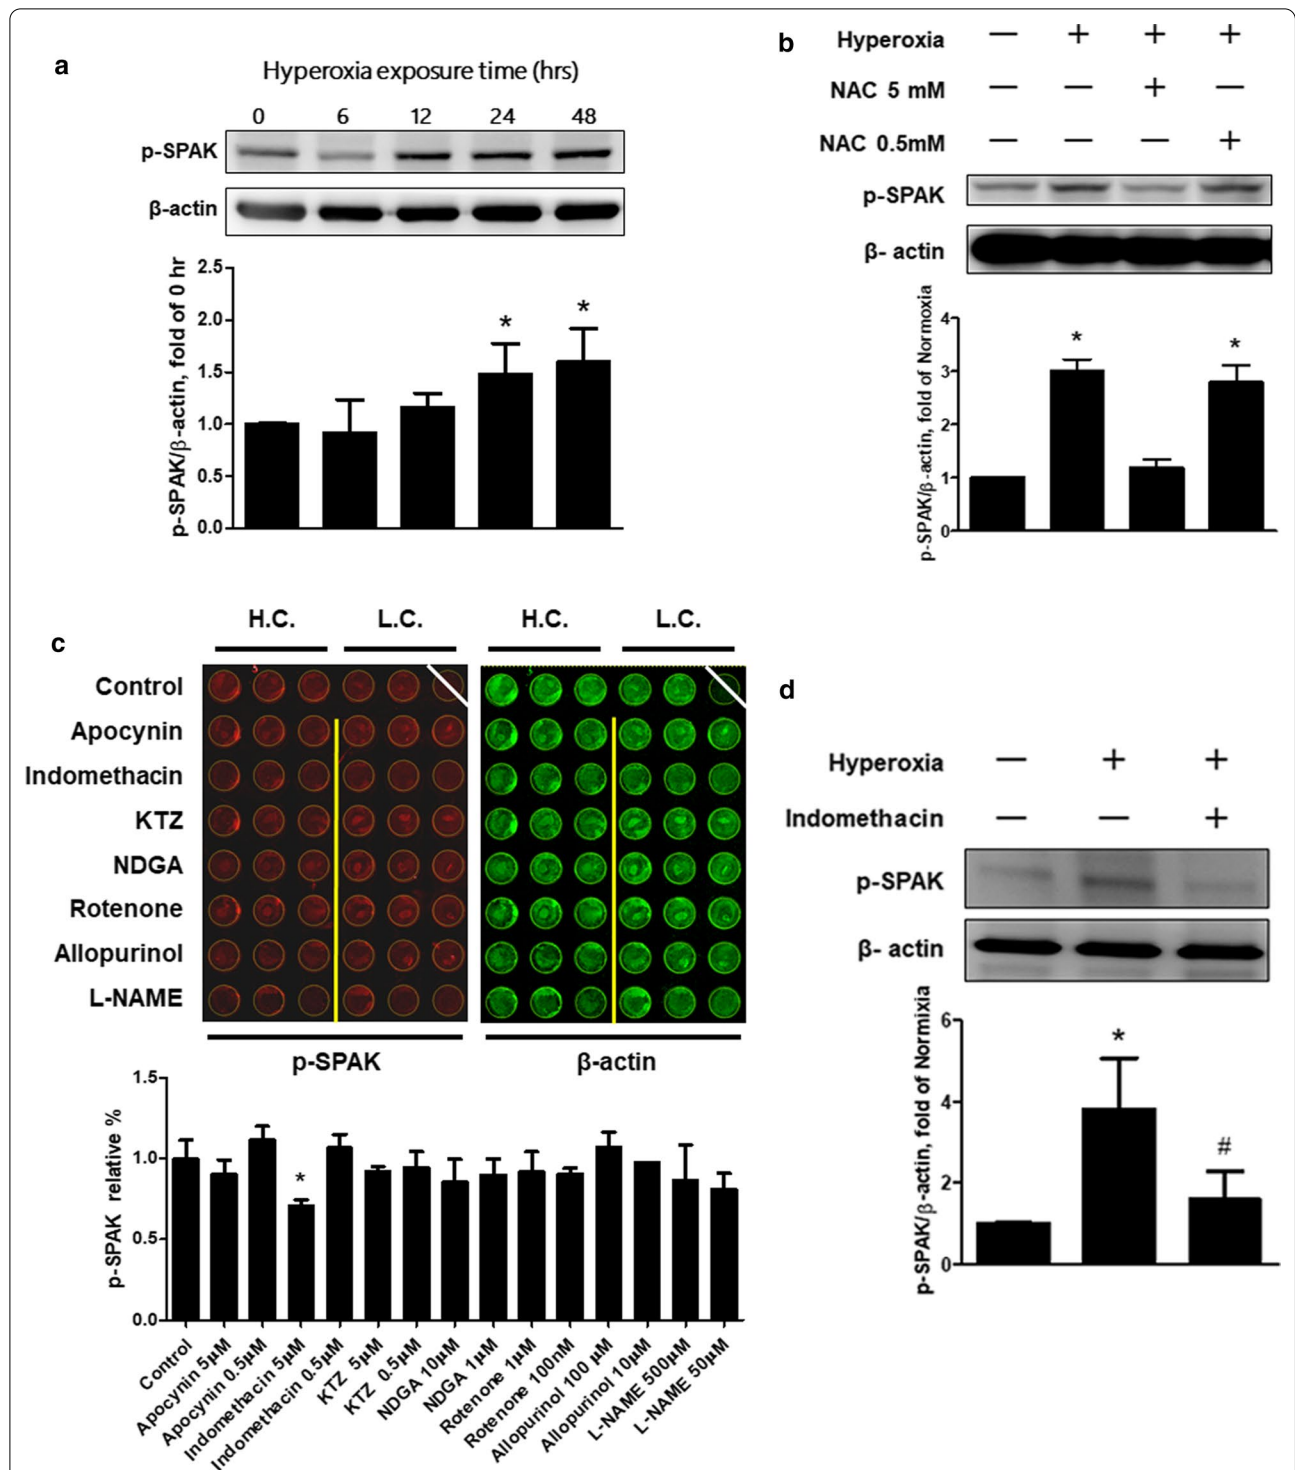 a
Hyperoxia exposure time (hrs)
0 6 12 24 48
p-SPAK
β-actin
p-SPAK/β-actin, fold of 0 hr
2.5
2.0
1.5
1.0
0.5
0.0
* *
b
Hyperoxia — + + +
NAC 5 mM — — + —
NAC 0.5mM — — — +
p-SPAK
β- actin
p-SPAK/β-actin, fold of Normoxia
4
3
2
1
0
* *
c
H.C. L.C. H.C. L.C.
Control
Apocynin
Indomethacin
KTZ
NDGA
Rotenone
Allopurinol
L-NAME
p-SPAK β-actin
p-SPAK relative %
1.5
1.0
0.5
0.0
*
Control
Apocynin 5µM
Apocynin 0.5µM
Indomethacin 5µM
Indomethacin 0.5µM
KTZ 5µM
KTZ 0.5µM
NDGA 10µM
NDGA 1µM
Rotenone 1µM
Rotenone 100nM
Allopurinol 100 µM
Allopurinol 10µM
L-NAME 500µM
L-NAME 50µM
d
Hyperoxia — + +
Indomethacin — — +
p-SPAK
β- actin
p-SPAK/β-actin, fold of Normixia
6
4
2
0
* #